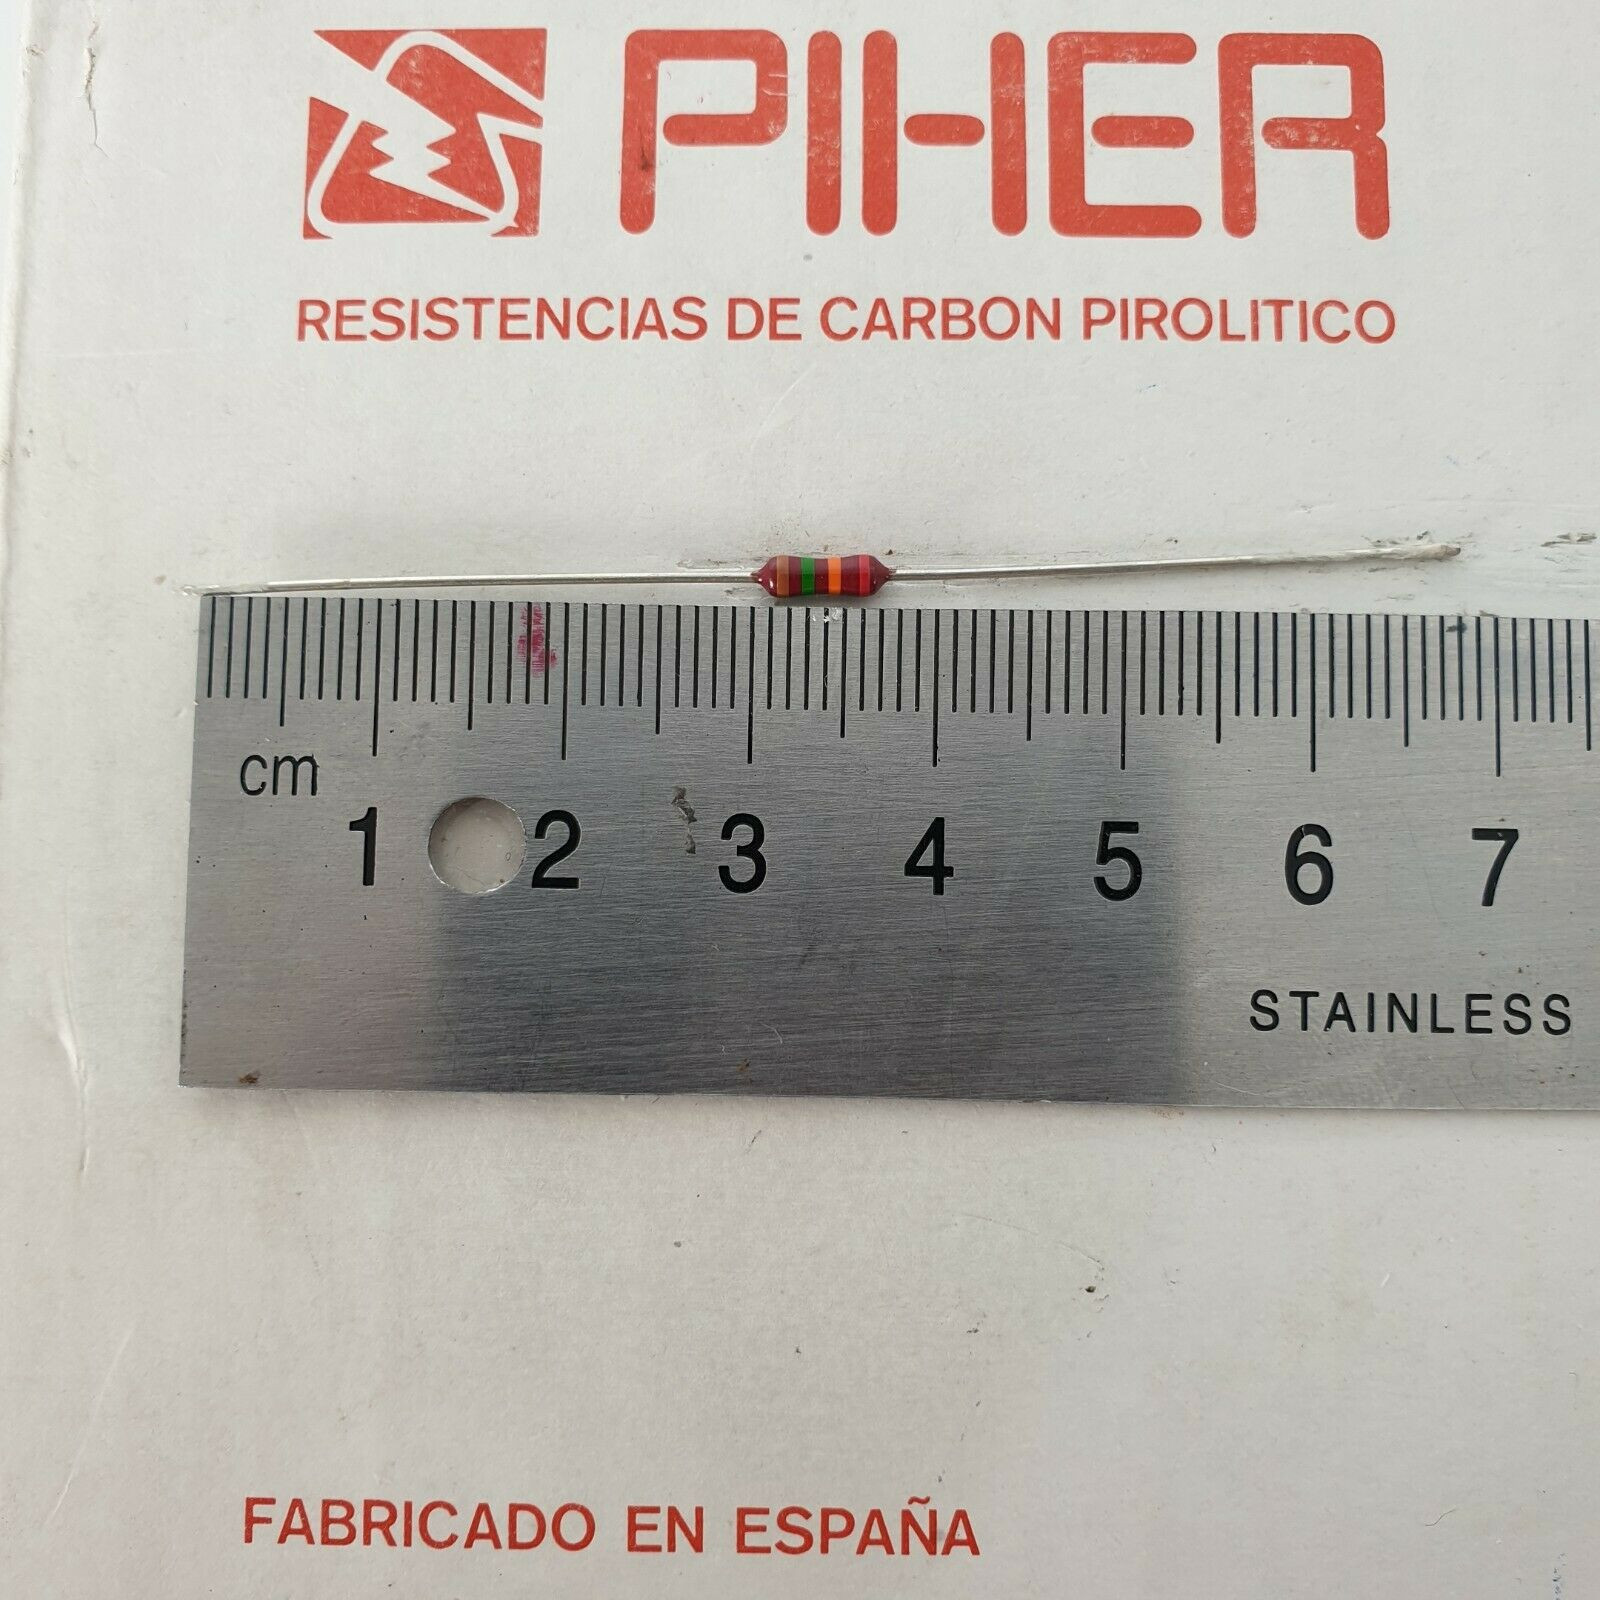 PIHER
RESISTENCIAS DE CARBON PIROLITICO
cm
1 2 3 4 5 6 7
STAINLESS
FABRICADO EN ESPAÑA